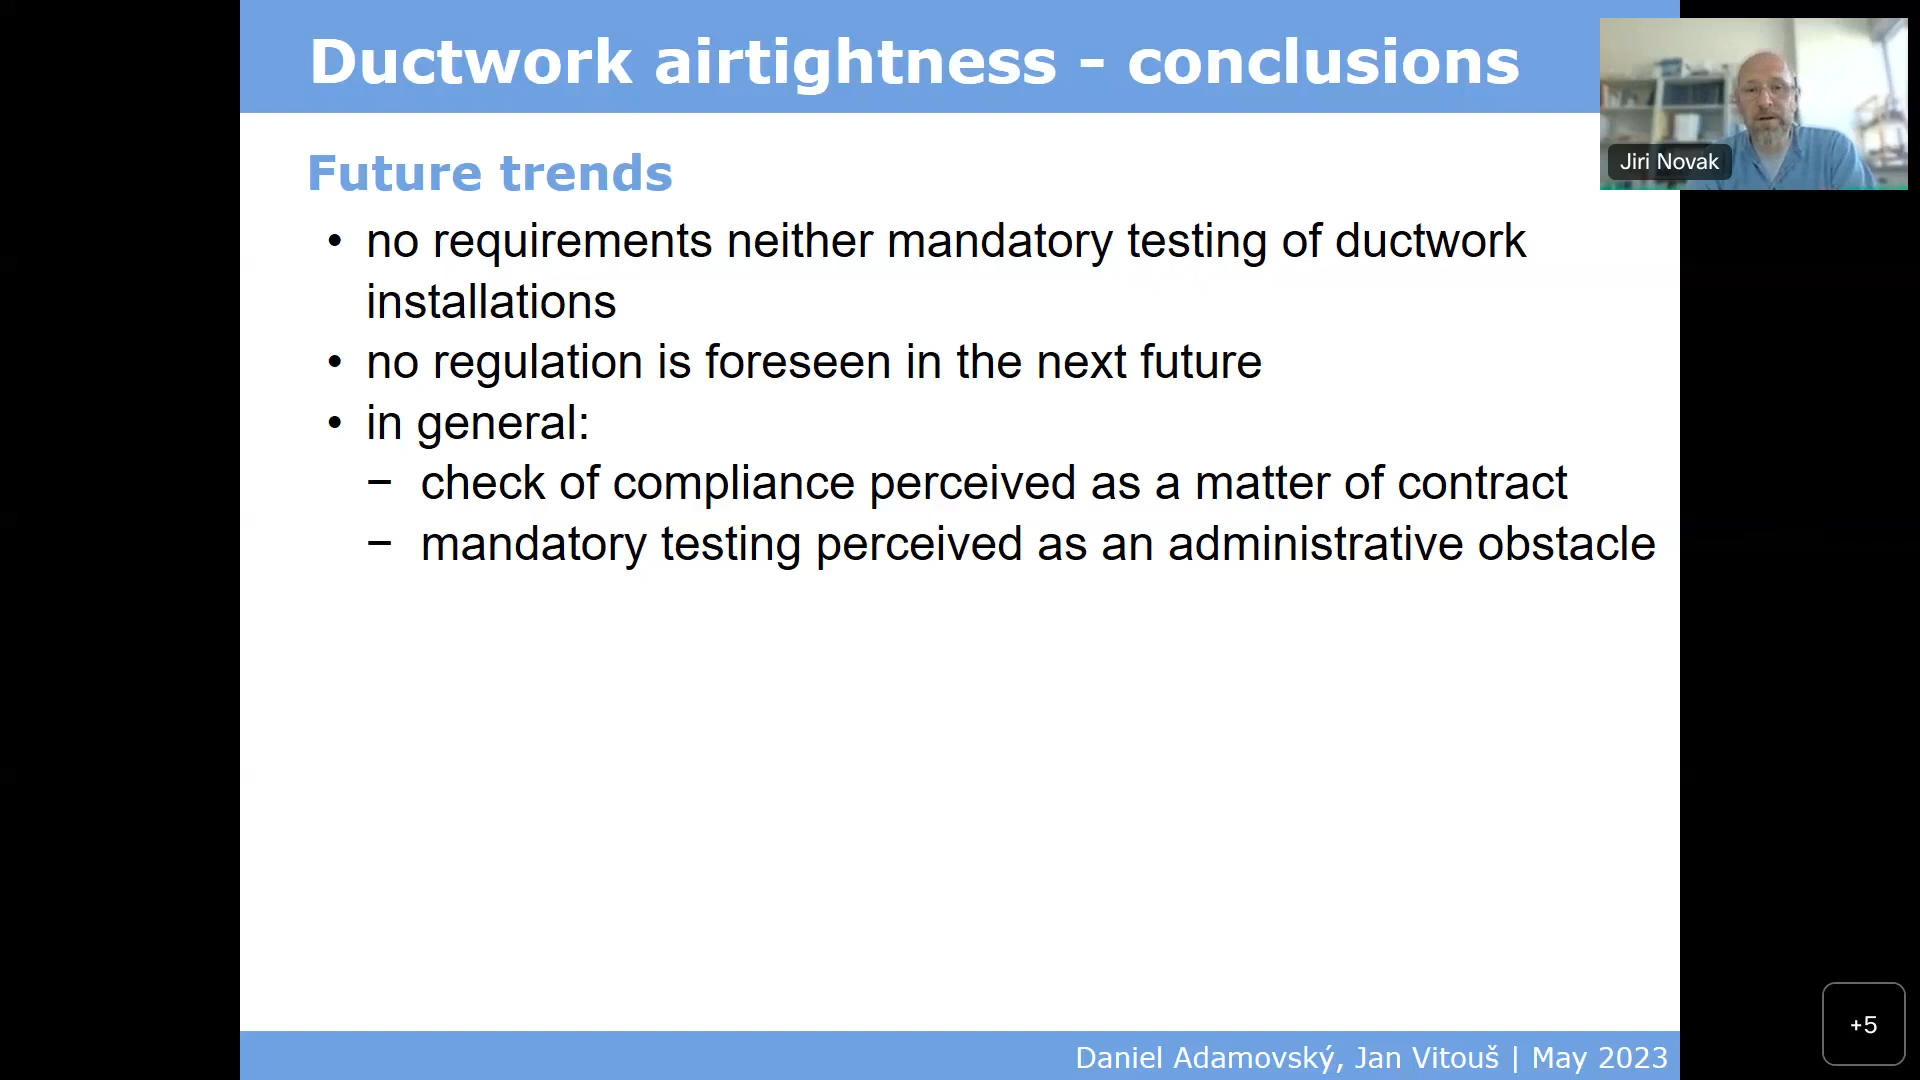 Ductwork airtightness - conclusions
Jiri Novak
Future trends
• no requirements neither mandatory testing of ductwork
installations
• no regulation is foreseen in the next future
• in general:
− check of compliance perceived as a matter of contract
− mandatory testing perceived as an administrative obstacle
+5
Daniel Adamovský, Jan Vitouš | May 2023